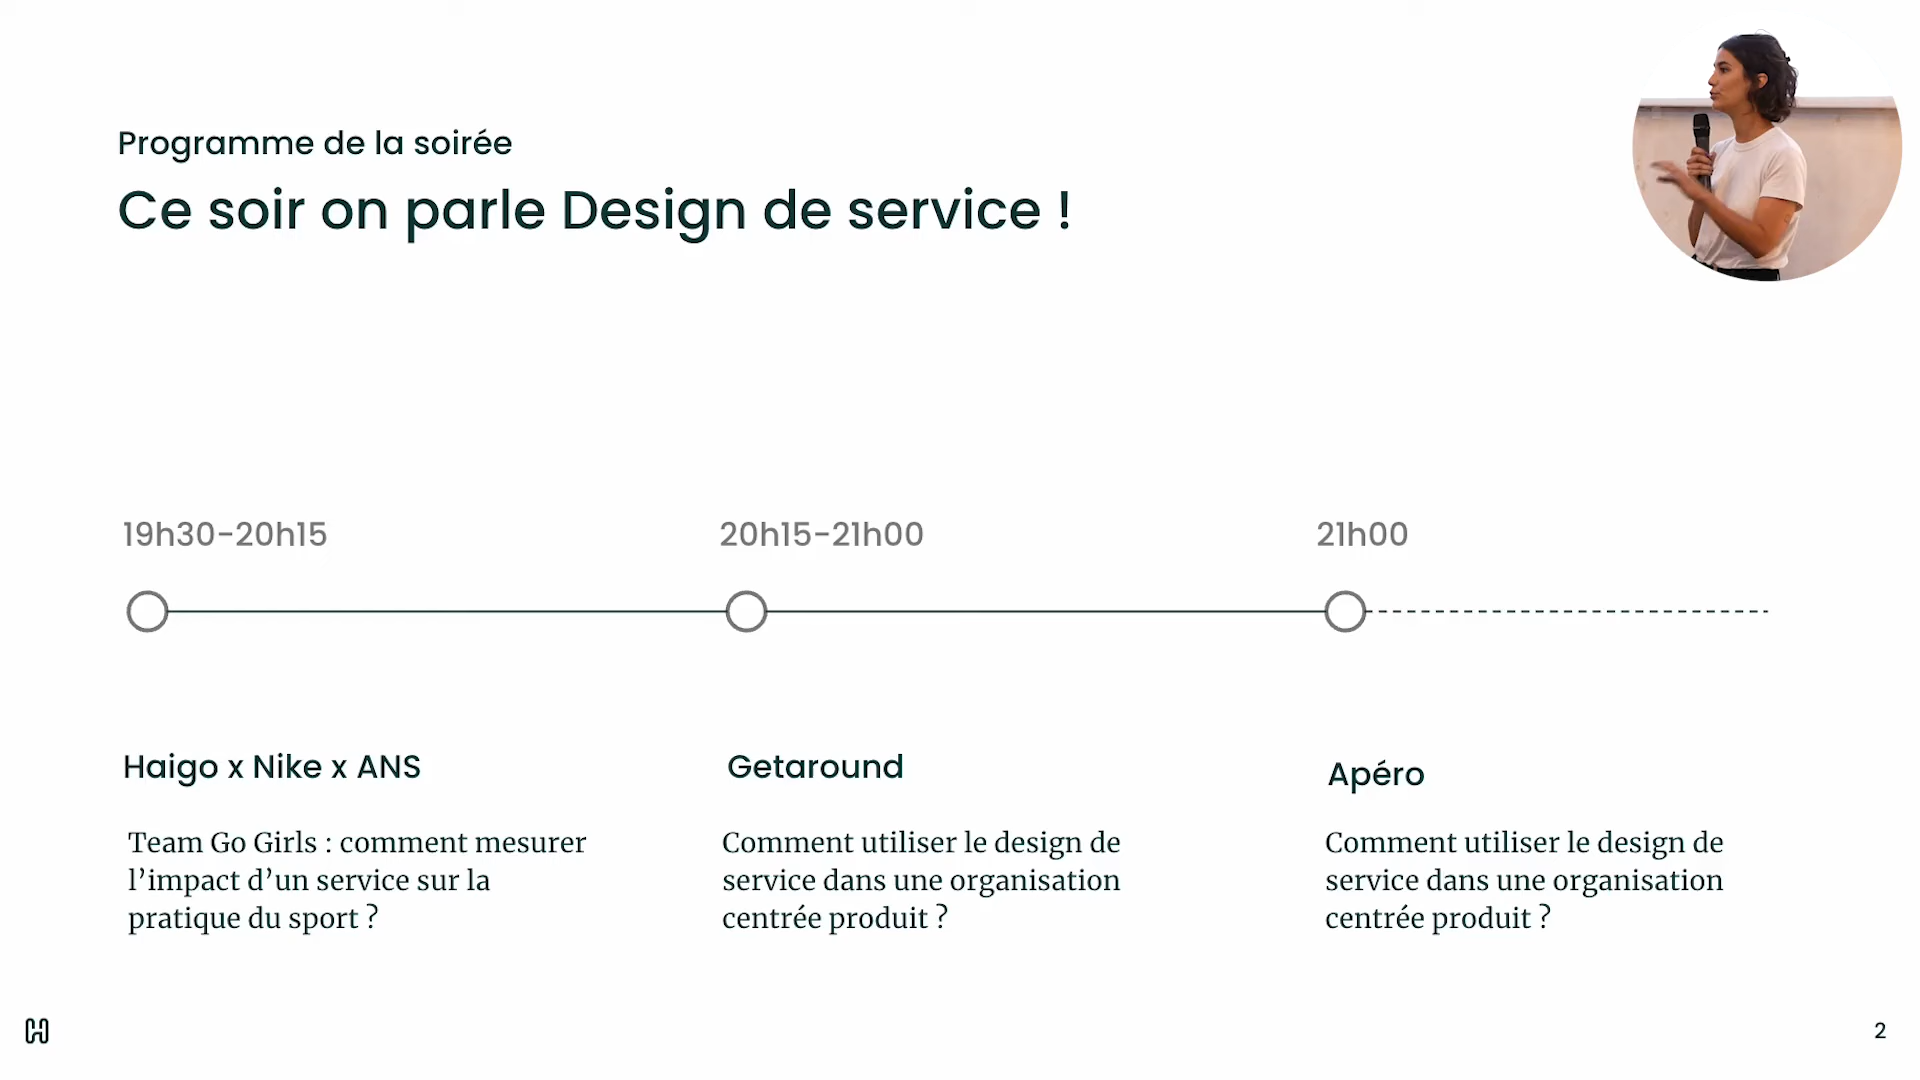 Programme de la soirée
Ce soir on parle Design de service !
19h30-20h15
20h15-21h00
21h00
Haigo x Nike x ANS
Getaround
Apéro
Team Go Girls : comment mesurer
l’impact d’un service sur la
pratique du sport ?
Comment utiliser le design de
service dans une organisation
centrée produit ?
Comment utiliser le design de
service dans une organisation
centrée produit ?
2